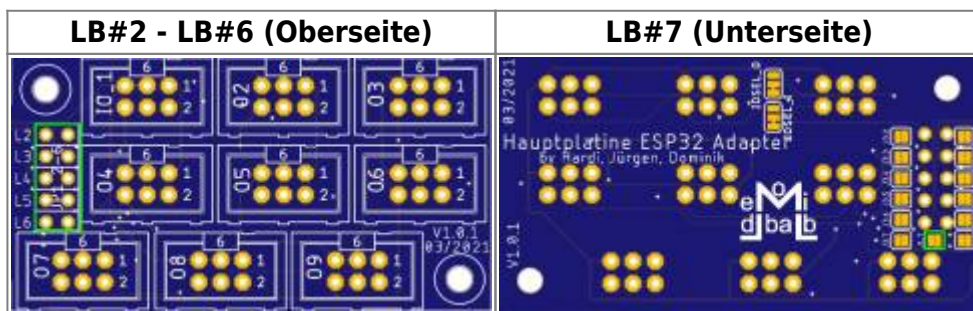 LB#2 - LB#6 (Oberseite)
LB#7 (Unterseite)
6
6
6
IO_1
1
2
02
1
2
03
1
2
L2
L3
L4
L5
L6
6
6
6
04
1
2
05
1
2
06
1
2
V1.0.1
03/2021
6
6
6
07
1
2
08
1
2
09
1
2
03/2021
Hauptplatine ESP32 Adapter
by Rardi, Jürgen, Dominik
V1.0.1
e M o i
d ba b